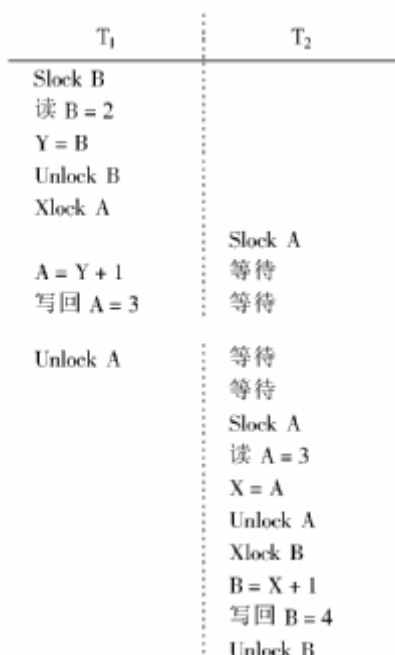 T₁ T₂
Slock B
读 B = 2
Y = B
Unlock B
Xlock A
Slock A
A = Y + 1 等待
写回 A = 3 等待
Unlock A 等待
等待
Slock A
读 A = 3
X = A
Unlock A
Xlock B
B = X + 1
写回 B = 4
Unlock B